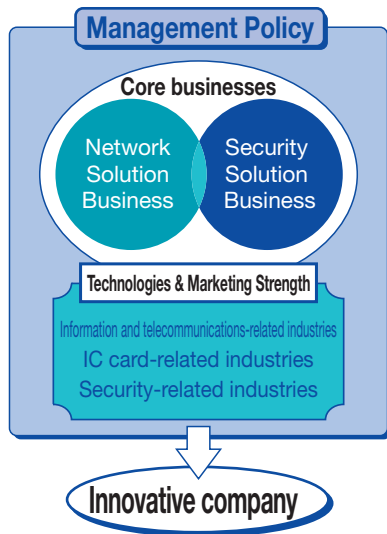 Management Policy
Core businesses
Network
Solution
Business
Security
Solution
Business
Technologies & Marketing Strength
Information and telecommunications-related industries
IC card-related industries
Security-related industries
Innovative company